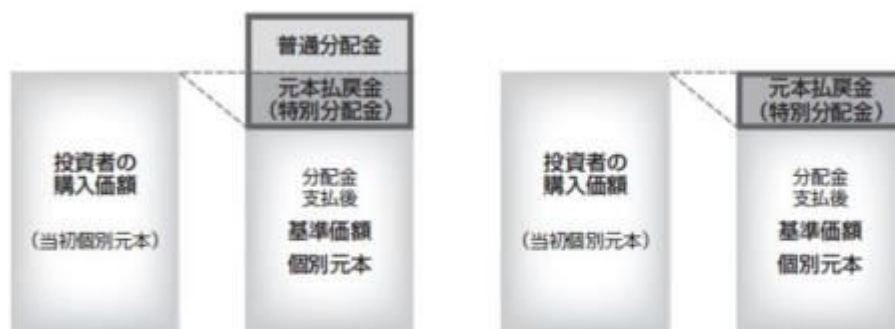 普通分配金
元本払戻金
(特別分配金)
投資者の
購入価額
(当初個別元本)
分配金
支払後
基準価額
個別元本
元本払戻金
(特別分配金)
投資者の
購入価額
(当初個別元本)
分配金
支払後
基準価額
個別元本